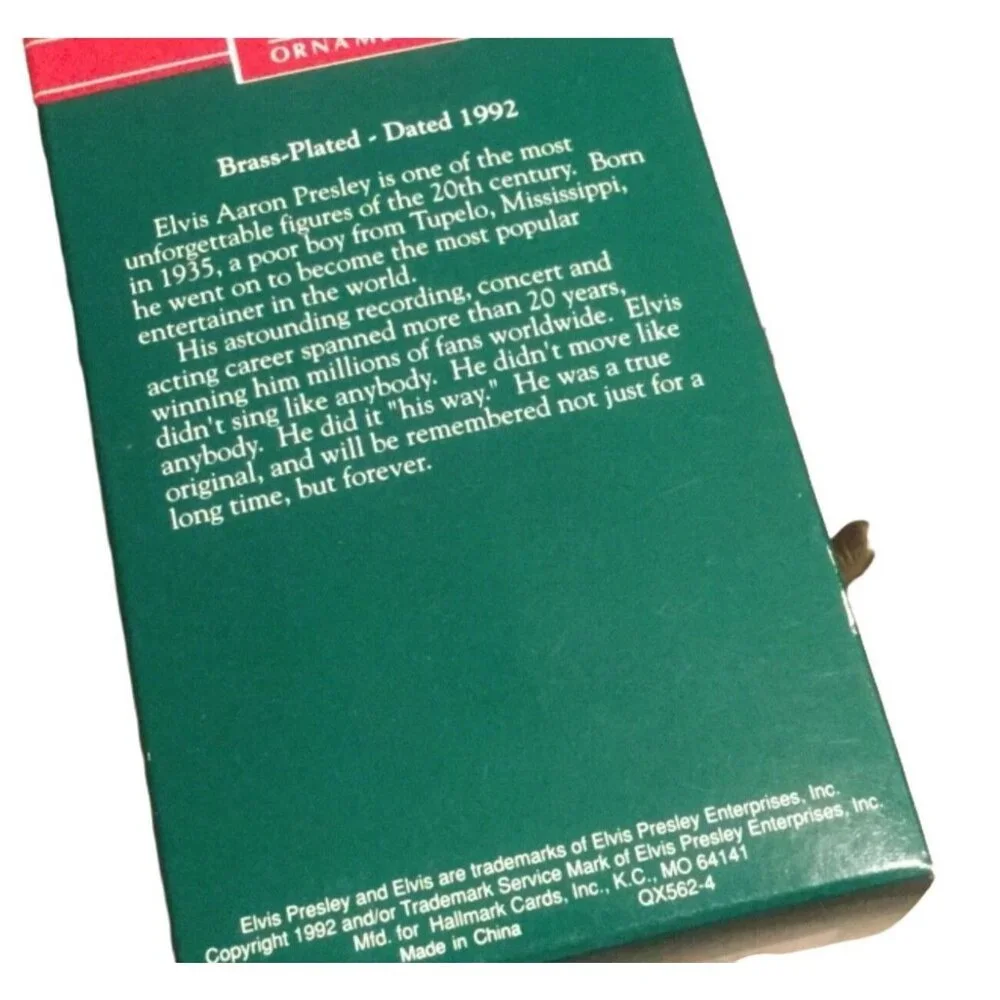 Brass-Plated - Dated 1992
Elvis Aaron Presley is one of the most
unforgettable figures of the 20th century. Born
in 1935, a poor boy from Tupelo, Mississippi,
he went on to become the most popular
entertainer in the world.
His astounding recording, concert and
acting career spanned more than 20 years,
winning him millions of fans worldwide. Elvis
didn't sing like anybody. He didn't move like
anybody. He did it "his way." He was a true
original, and will be remembered not just for a
long time, but forever.
Elvis Presley and Elvis are trademarks of Elvis Presley Enterprises, Inc.
Copyright 1992 and/or Trademark Service Mark of Elvis Presley Enterprises, Inc.
Mfd. for Hallmark Cards, Inc., K.C., MO 64141
Made in China QX562-4